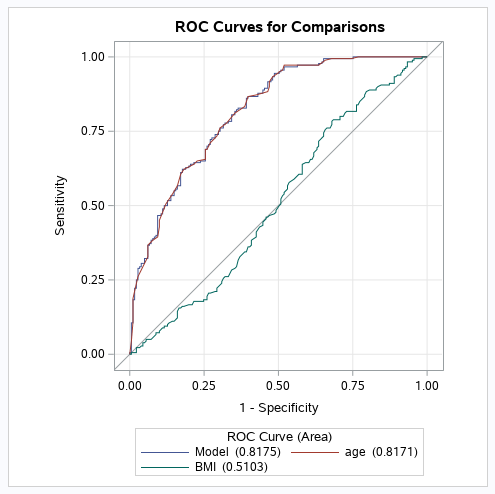 ROC Curves for Comparisons
1.00
0.75
0.50
0.25
0.00
Sensitivity
0.00 0.25 0.50 0.75 1.00
1 - Specificity
ROC Curve (Area)
Model (0.8175) age (0.8171)
BMI (0.5103)